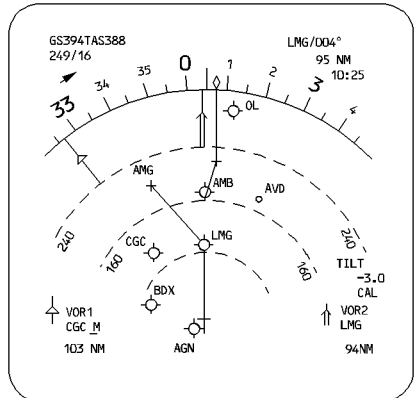 GS394TAS388
249/16
LMG/004°
95 NM
10:25
33
34
35
0
1
2
3
4
OL
AMG
AMB
AVD
CGC
LMG
240
160
160
240
TILT
-3.0
CAL
BDX
AGN
VOR1
CGC M
103 NM
VOR2
LMG
94NM